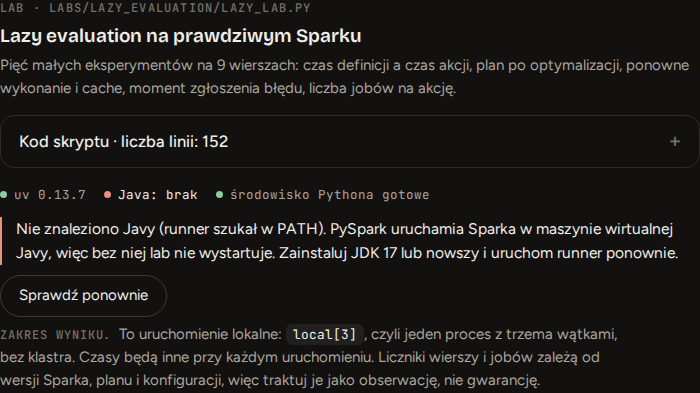 LAB · LABS/LAZY_EVALUATION/LAZY_LAB.PY
Lazy evaluation na prawdziwym Sparku
Pięć małych eksperymentów na 9 wierszach: czas definicji a czas akcji, plan po optymalizacji, ponowne
wykonanie i cache, moment zgłoszenia błędu, liczba jobów na akcję.
Kod skryptu · liczba linii: 152 +
uv 0.13.7 Java: brak środowisko Pythona gotowe
Nie znaleziono Javy (runner szukał w PATH). PySpark uruchamia Sparka w maszynie wirtualnej
Javy, więc bez niej lab nie wystartuje. Zainstaluj JDK 17 lub nowszy i uruchom runner ponownie.
Sprawdź ponownie
ZAKRES WYNIKU. To uruchomienie lokalne: local[3], czyli jeden proces z trzema wątkami,
bez klastra. Czasy będą inne przy każdym uruchomieniu. Liczniki wierszy i jobów zależą od
wersji Sparka, planu i konfiguracji, więc traktuj je jako obserwację, nie gwarancję.